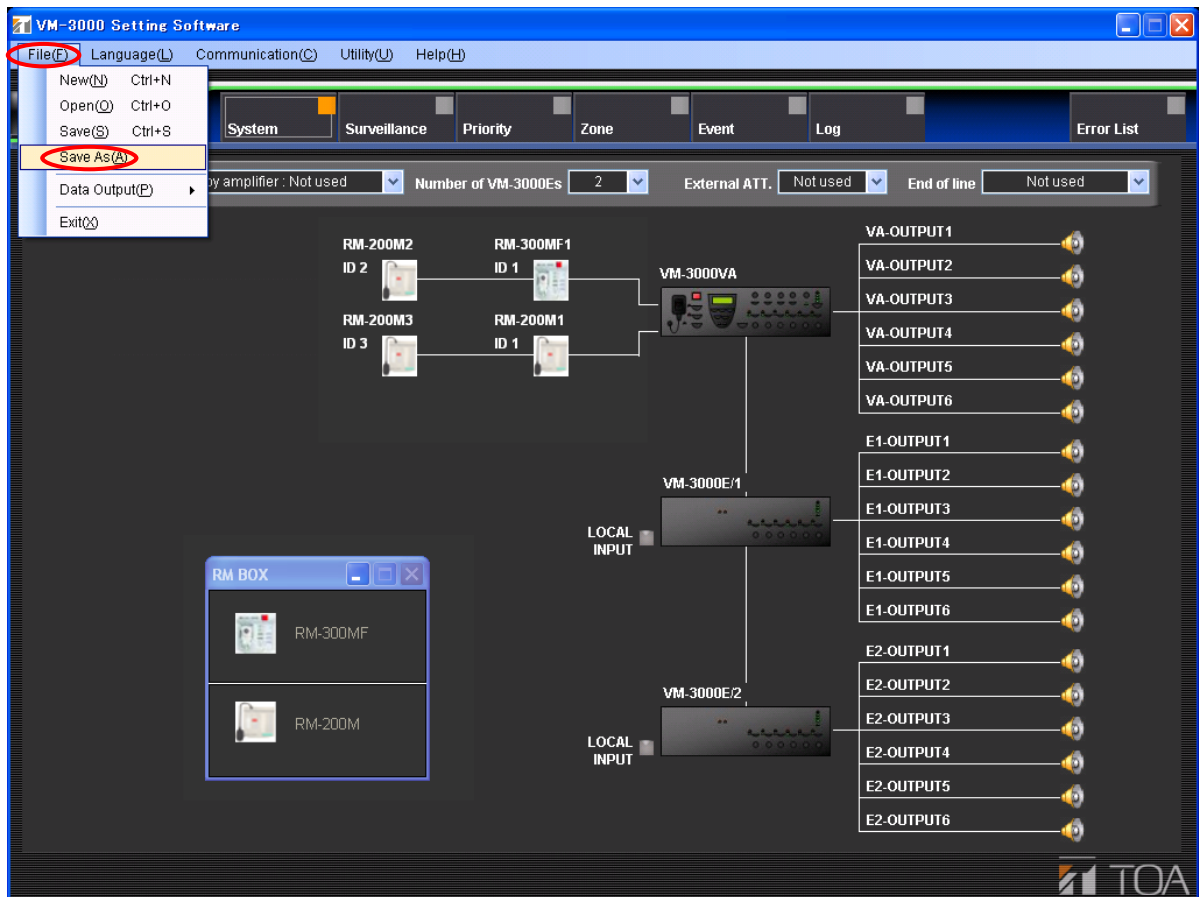 VM-3000 Setting Software
File(F) Language(L) Communication(C) Utility(U) Help(H)
New(N) Ctrl+N
Open(O) Ctrl+O
Save(S) Ctrl+S
Save As(A)
Data Output(P)
Exit(X)
System Surveillance Priority Zone Event Log Error List
by amplifier : Not used Number of VM-3000Es 2 External ATT. Not used End of line Not used
RM-200M2 RM-300MF1
ID 2 ID 1
RM-200M3 RM-200M1
ID 3 ID 1
VM-3000VA
VA-OUTPUT1
VA-OUTPUT2
VA-OUTPUT3
VA-OUTPUT4
VA-OUTPUT5
VA-OUTPUT6
VM-3000E/1
LOCAL
INPUT
E1-OUTPUT1
E1-OUTPUT2
E1-OUTPUT3
E1-OUTPUT4
E1-OUTPUT5
E1-OUTPUT6
RM BOX
RM-300MF
RM-200M
VM-3000E/2
LOCAL
INPUT
E2-OUTPUT1
E2-OUTPUT2
E2-OUTPUT3
E2-OUTPUT4
E2-OUTPUT5
E2-OUTPUT6
TOA